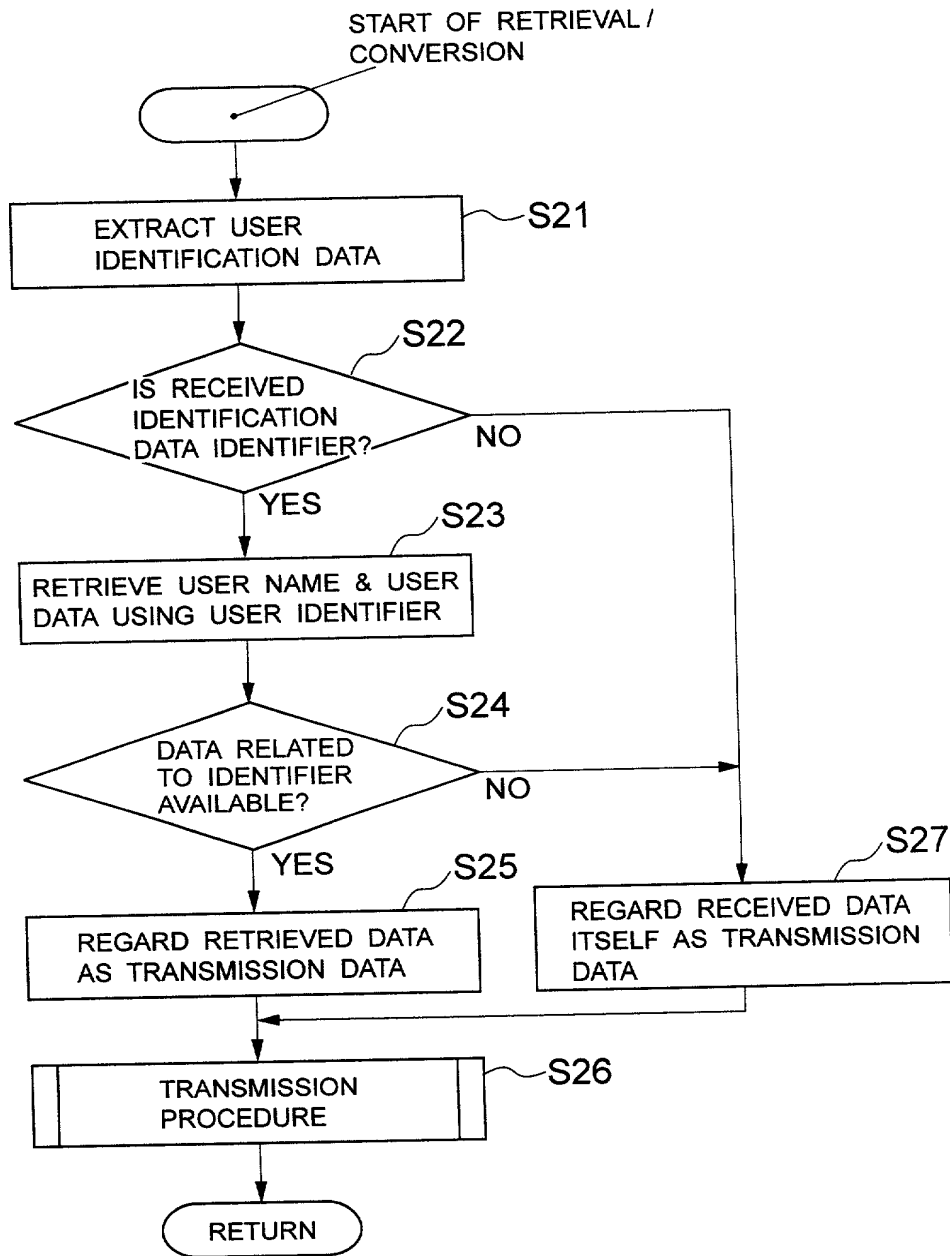 START OF RETRIEVAL /
CONVERSION
EXTRACT USER
IDENTIFICATION DATA
S21
S22
IS RECEIVED
IDENTIFICATION
DATA IDENTIFIER?
NO
YES
S23
RETRIEVE USER NAME & USER
DATA USING USER IDENTIFIER
S24
DATA RELATED
TO IDENTIFIER
AVAILABLE?
NO
YES
S25
REGARD RETRIEVED DATA
AS TRANSMISSION DATA
S27
REGARD RECEIVED DATA
ITSELF AS TRANSMISSION
DATA
TRANSMISSION
PROCEDURE
S26
RETURN